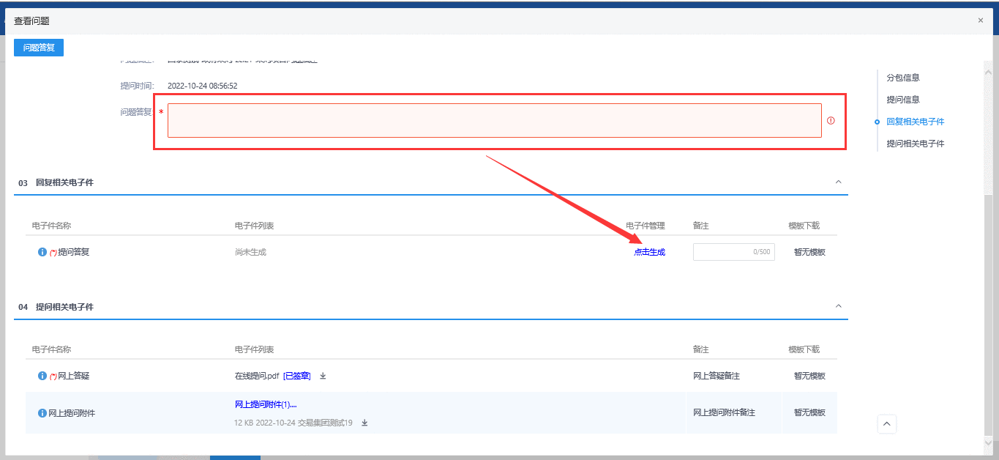 查看问题
×
问题答复
提问时间: 2022-10-24 08:56:52
问题答复: *
分包信息
提问信息
回复相关电子件
提问相关电子件
03 回复相关电子件
电子件名称 电子件列表 电子件管理 备注 模板下载
(*)提问答复 尚未生成 点击生成 0/500 暂无模板
04 提问相关电子件
电子件名称 电子件列表 备注 模板下载
(*)网上答疑 在线提问.pdf [已签章] 网上答疑备注 暂无模板
网上提问附件 网上提问附件(1).... 网上提问附件备注 暂无模板
12 KB 2022-10-24 交易集团测试19